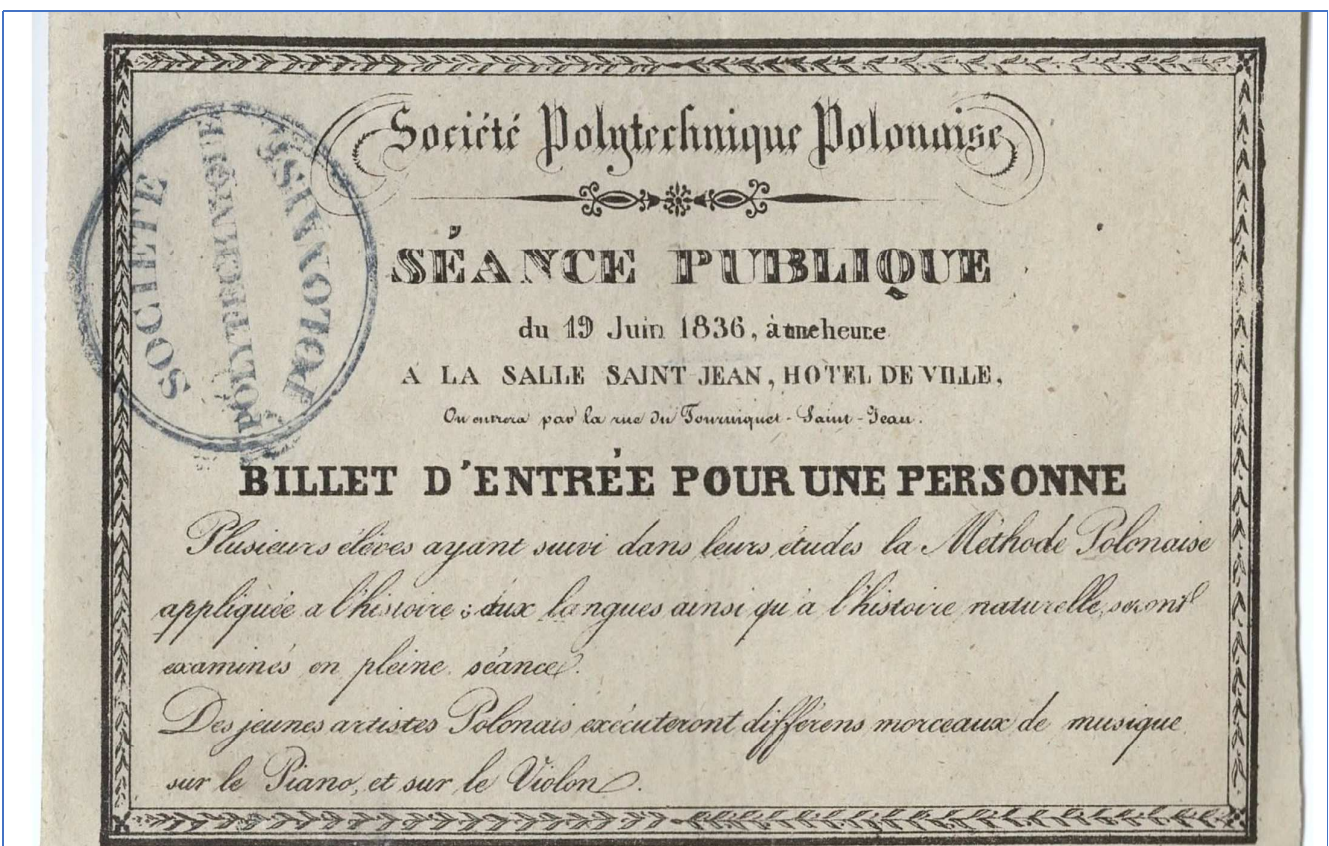 Société Polytechnique Polonaise
SÉANCE PUBLIQUE
du 19 Juin 1836, à une heure
A LA SALLE SAINT-JEAN, HOTEL DE VILLE,
On entrera par la rue du Tourniquet-Saint-Jean.
BILLET D'ENTRÉE POUR UNE PERSONNE
Plusieurs élèves ayant suivi dans leurs études la Méthode Polonaise
appliquée a l'histoire; aux langues ainsi qu'à l'histoire naturelle, seront
examinés en pleine séance.
Des jeunes artistes Polonais exécuteront différens morceaux de musique
sur le Piano, et sur le Violon.
SOCIETE
POLYTECHNIQUE
POLONAISE